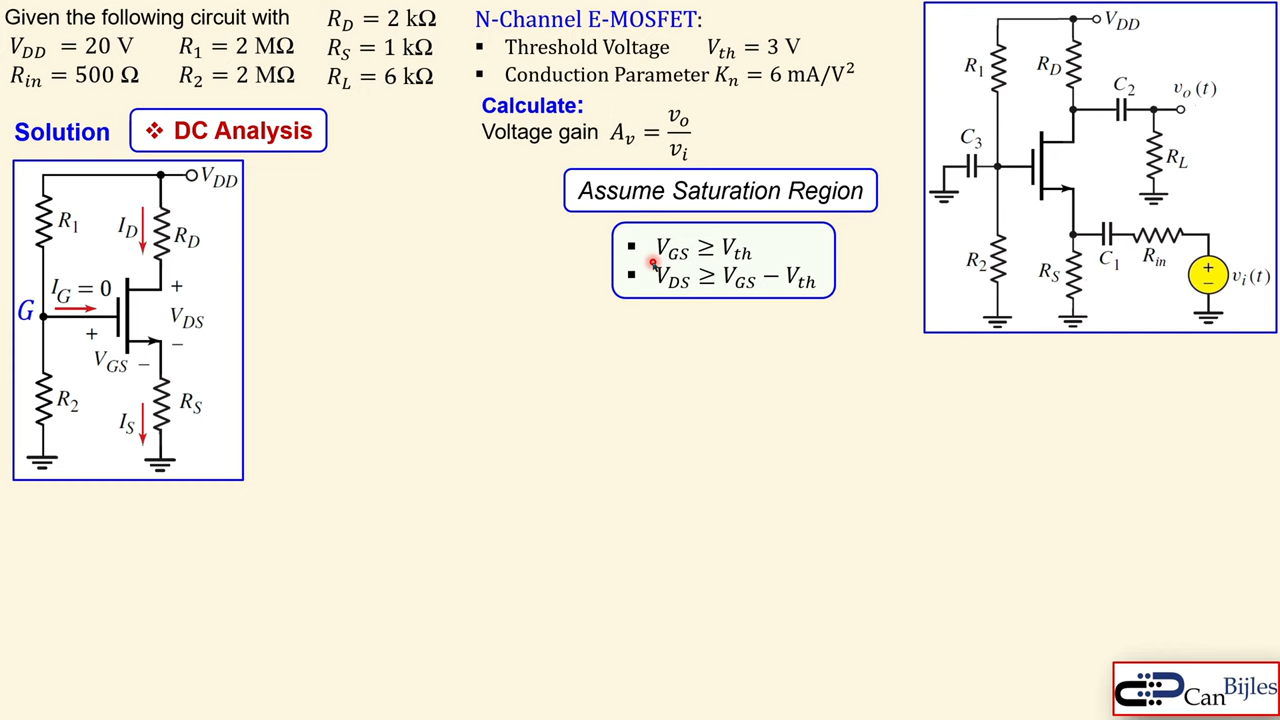 Given the following circuit with
V_DD = 20 V
R_in = 500 Ω
R_1 = 2 MΩ
R_2 = 2 MΩ
R_D = 2 kΩ
R_S = 1 kΩ
R_L = 6 kΩ
N-Channel E-MOSFET:
▪ Threshold Voltage V_th = 3 V
▪ Conduction Parameter K_n = 6 mA/V²
Calculate:
Voltage gain A_v = v_o / v_i
Solution
❖ DC Analysis
Assume Saturation Region
▪ V_GS ≥ V_th
▪ V_DS ≥ V_GS − V_th
V_DD
R_1
I_D
R_D
I_G = 0
G
+
V_DS
+
−
V_GS −
R_2
I_S
R_S
V_DD
R_1
R_D
C_2
v_o(t)
C_3
R_L
R_2
R_S
C_1
R_in
+
−
v_i(t)
CanBijles